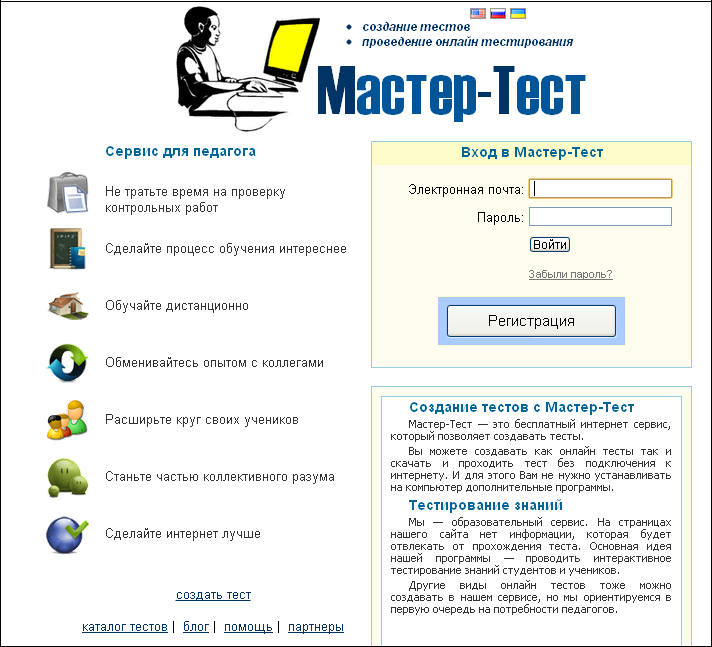 создание тестов
проведение онлайн тестирования
Мастер-Тест
Сервис для педагога
Не тратьте время на проверку
контрольных работ
Сделайте процесс обучения интереснее
Обучайте дистанционно
Обменивайтесь опытом с коллегами
Расширьте круг своих учеников
Станьте частью коллективного разума
Сделайте интернет лучше
создать тест
каталог тестов | блог | помощь | партнеры
Вход в Мастер-Тест
Электронная почта:
Пароль:
Войти
Забыли пароль?
Регистрация
Создание тестов с Мастер-Тест
Мастер-Тест — это бесплатный интернет сервис,
который позволяет создавать тесты.
Вы можете создавать как онлайн тесты так и
скачать и проходить тест без подключения к
интернету. И для этого Вам не нужно устанавливать
на компьютер дополнительные программы.
Тестирование знаний
Мы — образовательный сервис. На страницах
нашего сайта нет информации, которая будет
отвлекать от прохождения теста. Основная идея
нашей программы — проводить интерактивное
тестирование знаний студентов и учеников.
Другие виды онлайн тестов тоже можно
создавать в нашем сервисе, но мы ориентируемся в
первую очередь на потребности педагогов.